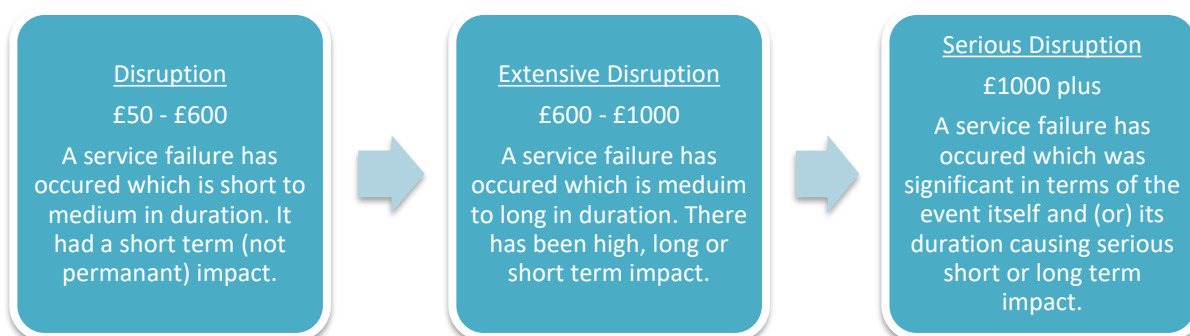 Disruption
£50 - £600
A service failure has
occured which is short to
medium in duration. It
had a short term (not
permanant) impact.
Extensive Disruption
£600 - £1000
A service failure has
occured which is meduim
to long in duration. There
has been high, long or
short term impact.
Serious Disruption
£1000 plus
A service failure has
occured which was
significant in terms of the
event itself and (or) its
duration causing serious
short or long term
impact.